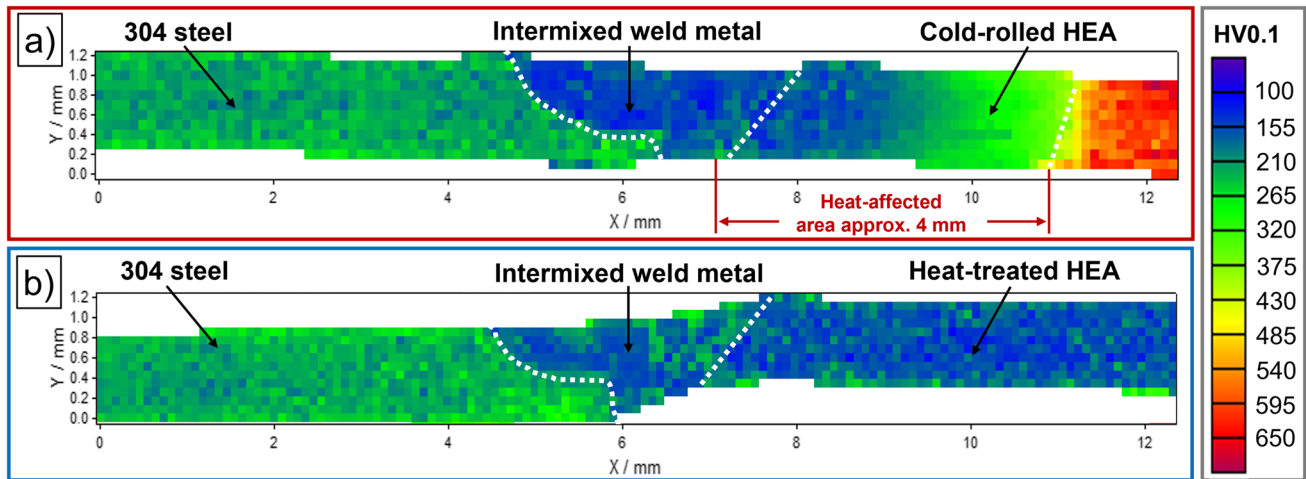 a)
304 steel
Intermixed weld metal
Cold-rolled HEA
Y / mm
1.2
1.0
0.8
0.6
0.4
0.2
0.0
0 2 4 6 8 10 12
X / mm
Heat-affected
area approx. 4 mm
b)
304 steel
Intermixed weld metal
Heat-treated HEA
Y / mm
1.2
1.0
0.8
0.6
0.4
0.2
0.0
0 2 4 6 8 10 12
X / mm
HV0.1
100
155
210
265
320
375
430
485
540
595
650